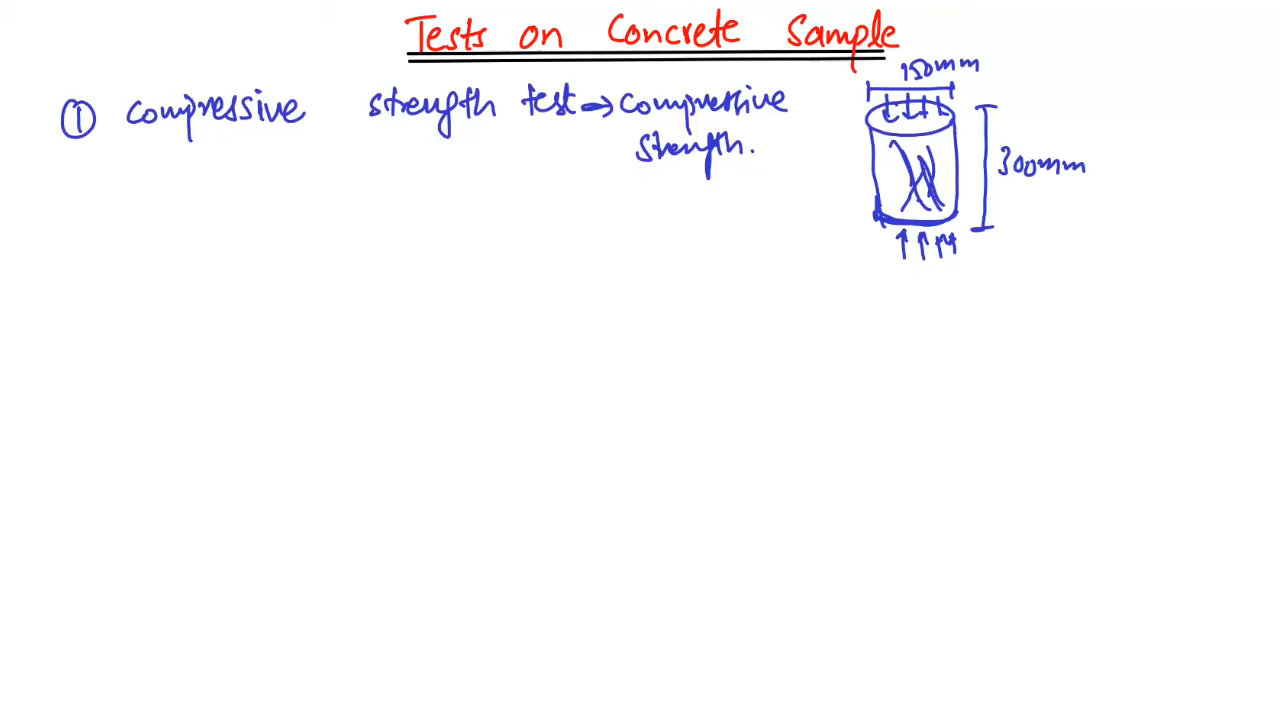 Tests on Concrete Sample
① compressive strength test → compressive
strength.
150mm
300mm